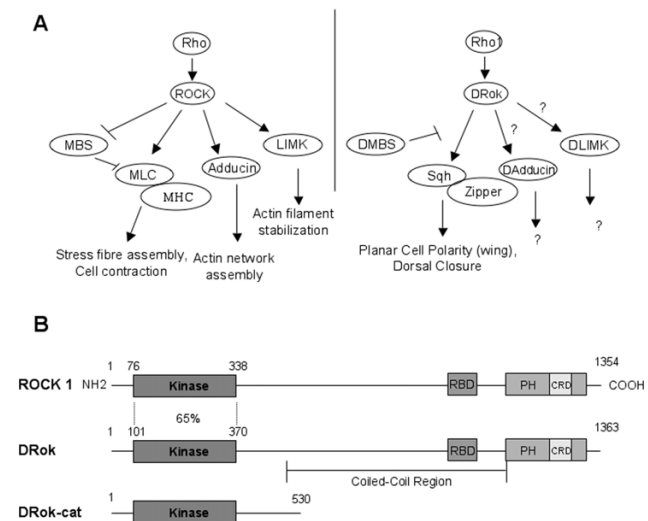 A
Rho
ROCK
MBS
MLC
MHC
Adducin
LIMK
Actin filament
stabilization
Stress fibre assembly,
Cell contraction
Actin network
assembly
Rho1
DRok
?
?
DMBS
Sqh
Zipper
DAdducin
DLIMK
?
?
Planar Cell Polarity (wing),
Dorsal Closure
B
1 76 338 1354
ROCK 1 NH2 Kinase RBD PH CRD COOH
65%
1 101 370 1363
DRok Kinase RBD PH CRD
Coiled-Coil Region
1 530
DRok-cat Kinase